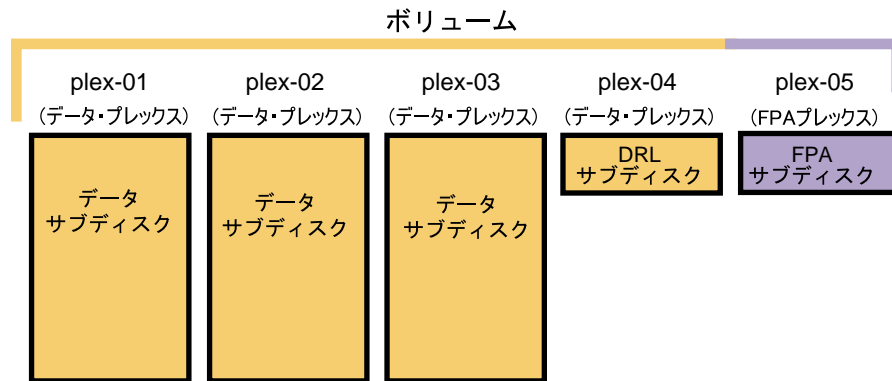 ボリューム
plex-01
(データ・プレックス)
plex-02
(データ・プレックス)
plex-03
(データ・プレックス)
plex-04
(データ・プレックス)
plex-05
(FPAプレックス)
データ
サブディスク
データ
サブディスク
データ
サブディスク
DRL
サブディスク
FPA
サブディスク